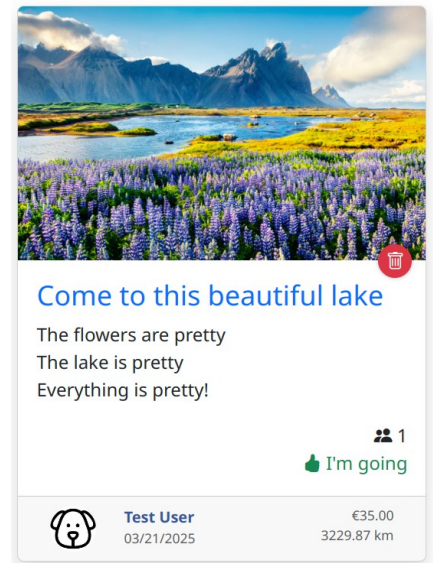 Come to this beautiful lake
The flowers are pretty
The lake is pretty
Everything is pretty!
1
I'm going
Test User
€35.00
03/21/2025
3229.87 km